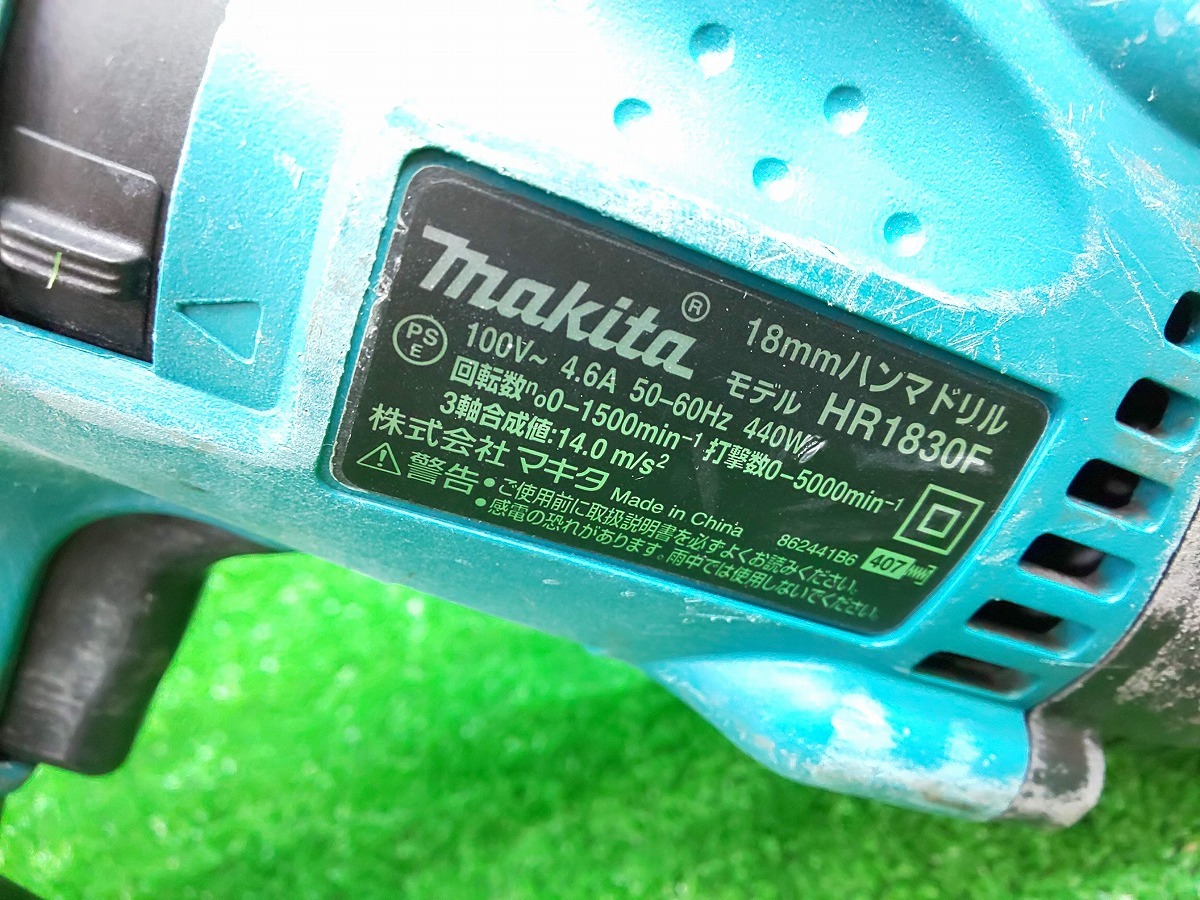 makita® 18mmハンマドリル
PSE 100V~ 4.6A 50-60Hz 440W モデル HR1830F
回転数n₀0-1500min⁻¹ 打撃数0-5000min⁻¹
3軸合成値:14.0 m/s²
株式会社マキタ Made in China 862441B6 407
警告 •ご使用前に取扱説明書を必ずよくお読みください。
•感電の恐れがあります。雨中では使用しないでください。